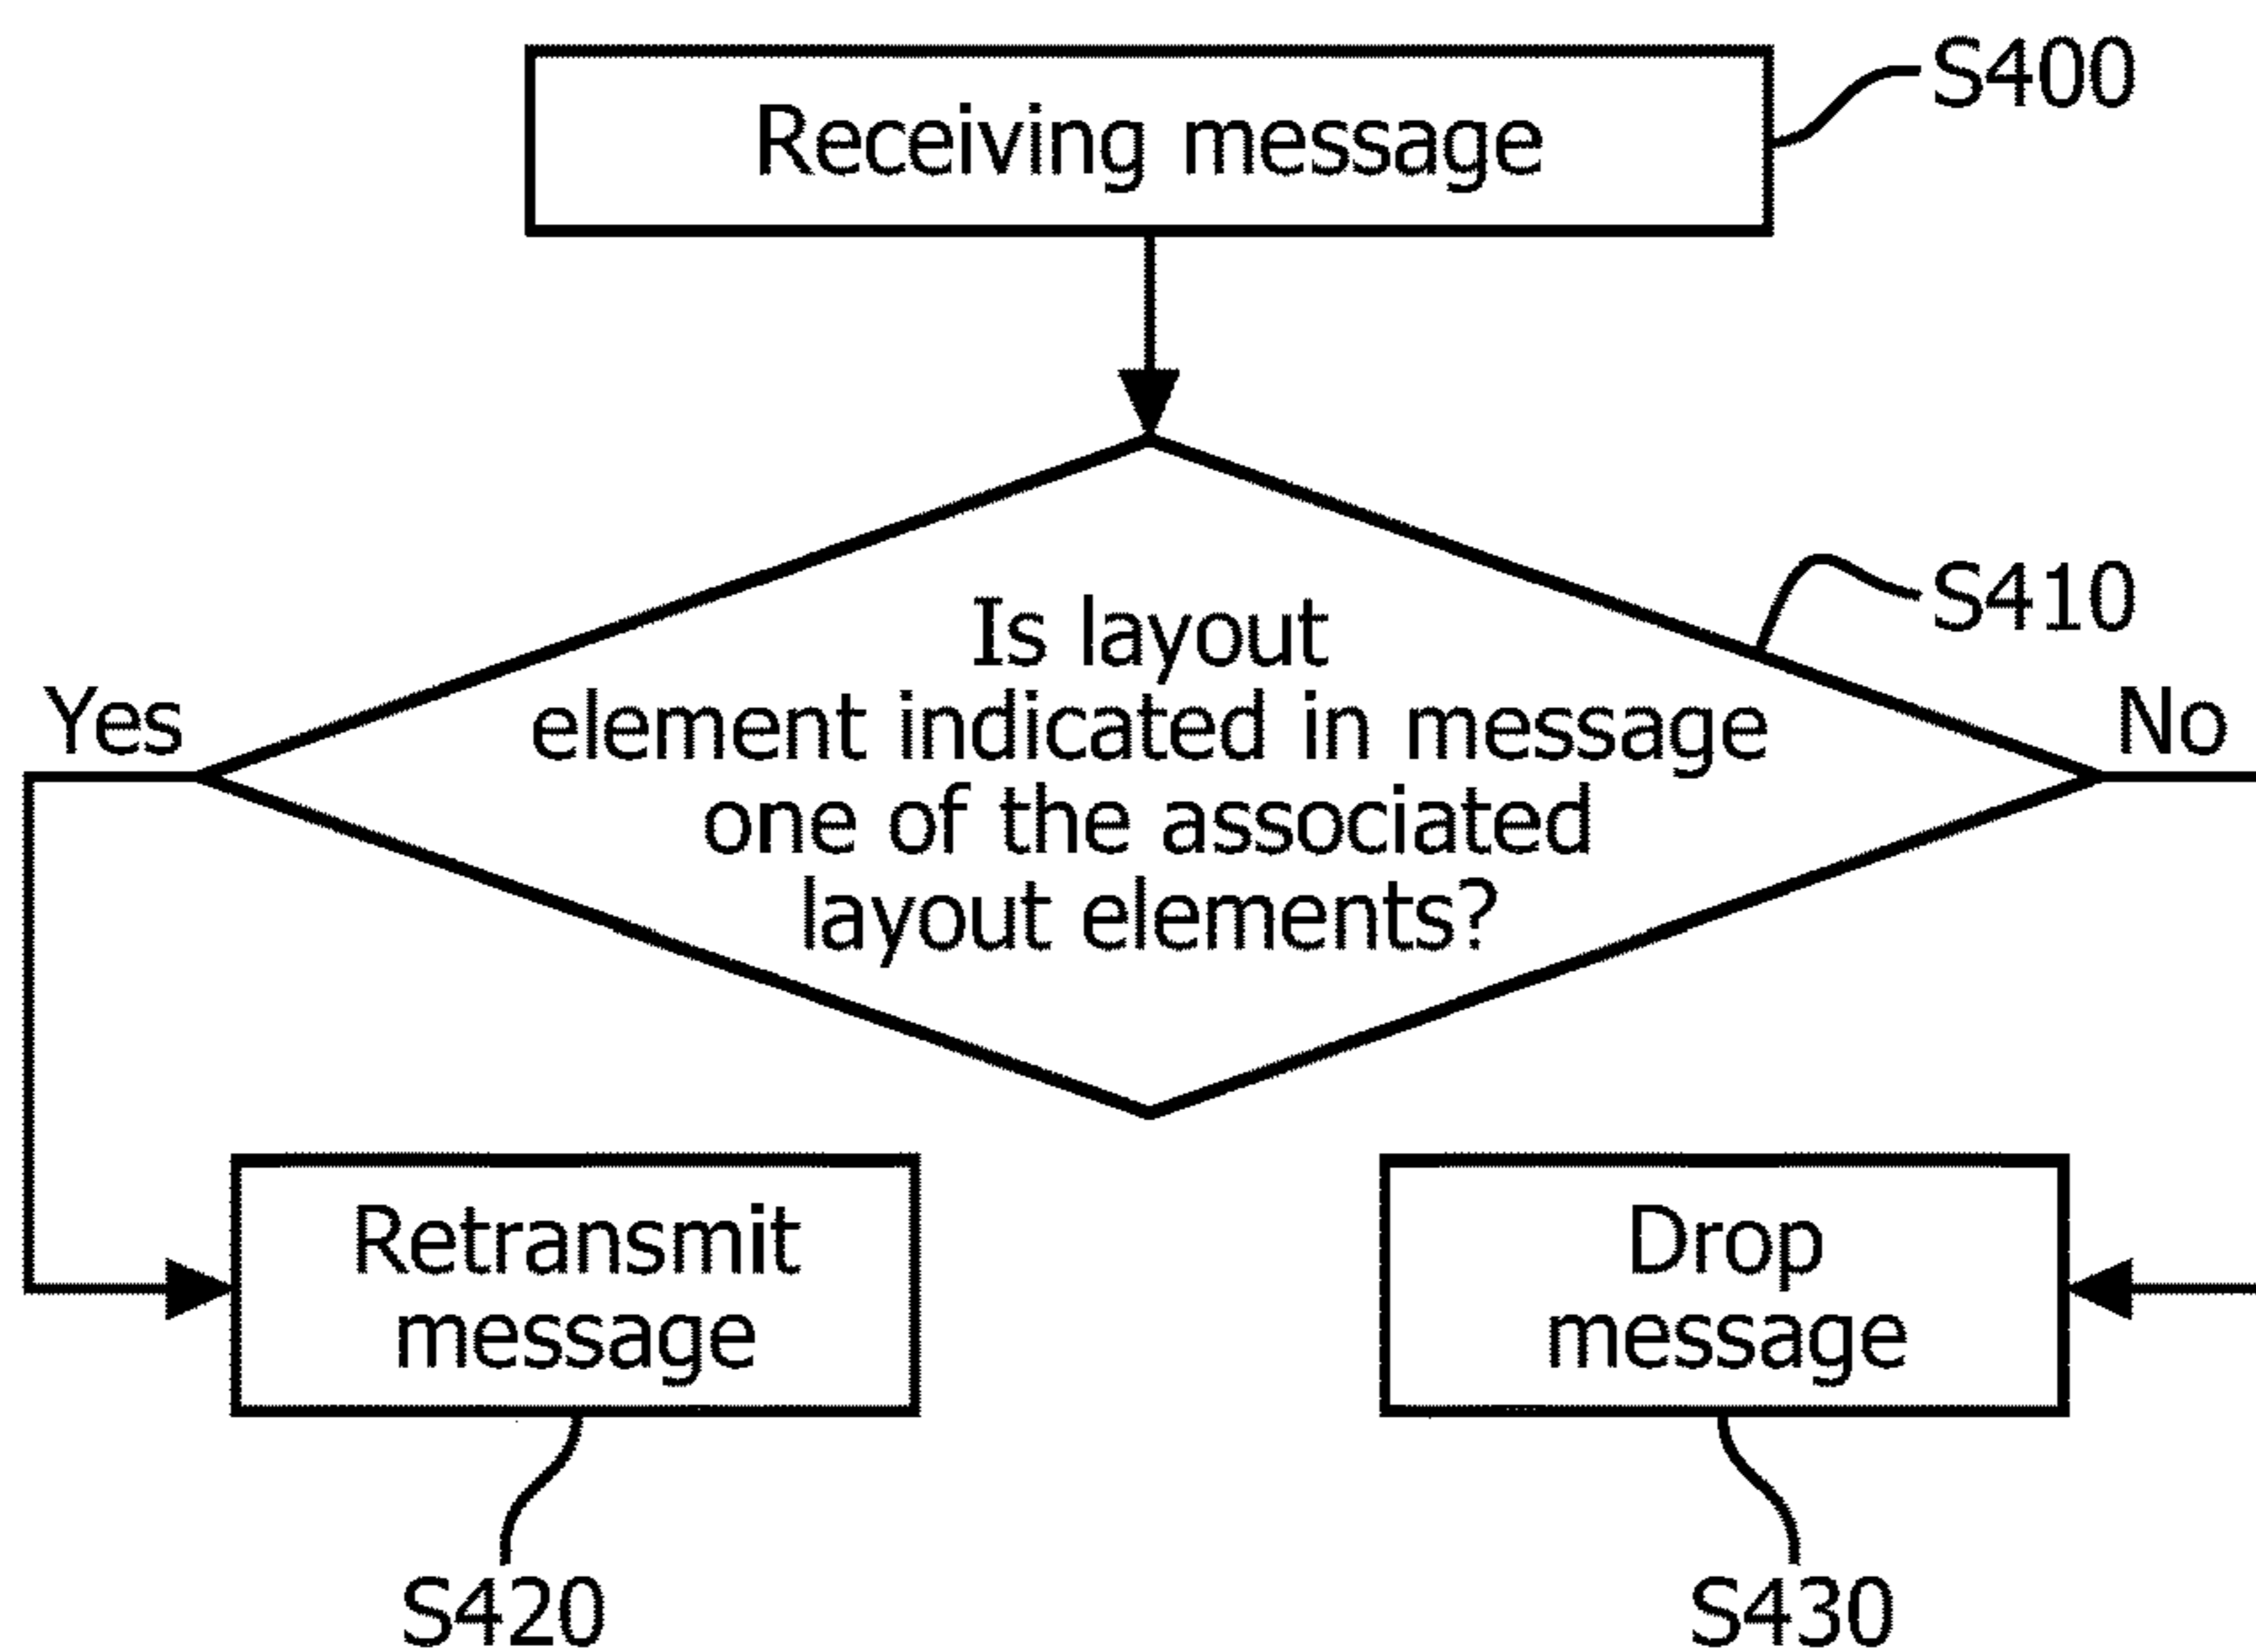 Receiving message
S400
Is layout
element indicated in message
one of the associated
layout elements?
S410
Yes
No
Retransmit
message
S420
Drop
message
S430